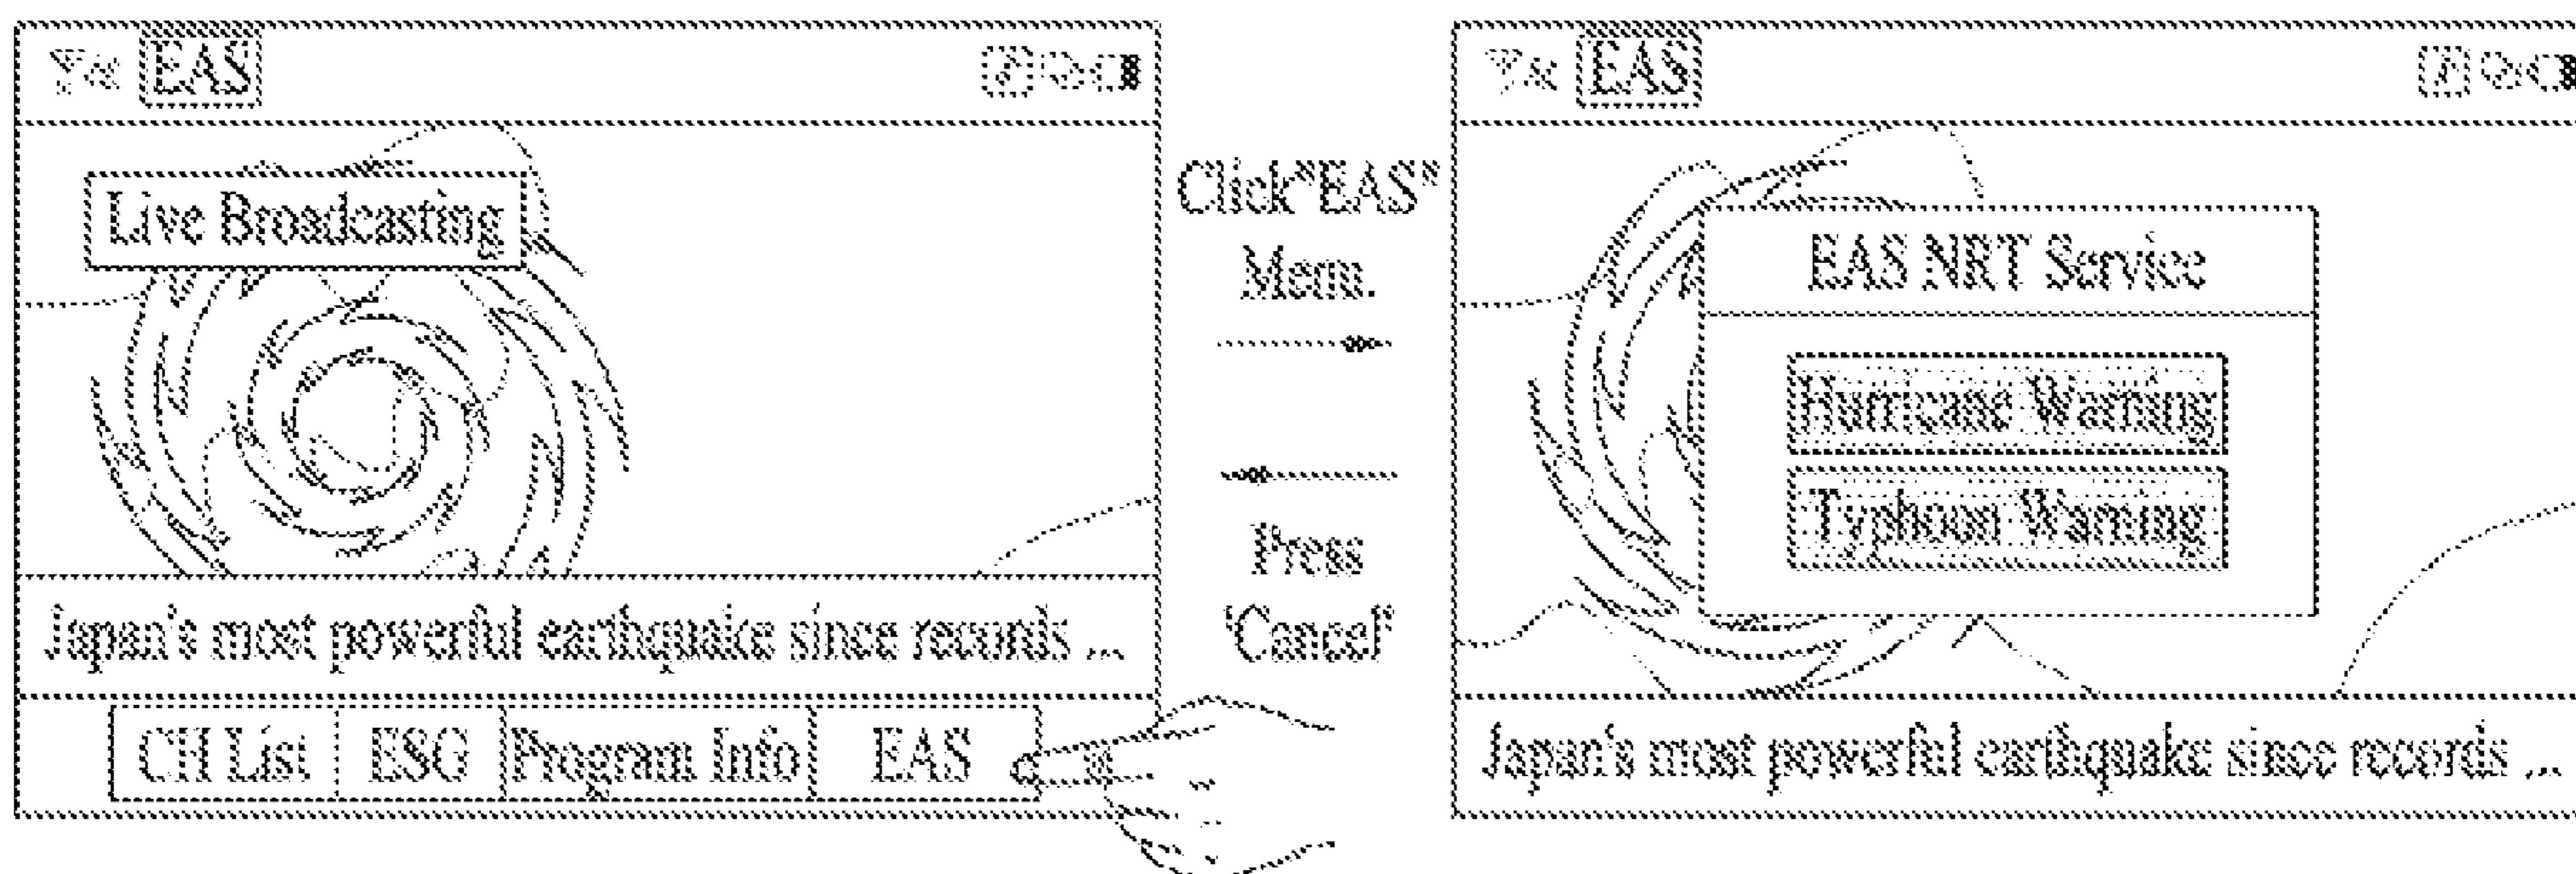 EAS
Live Broadcasting
Japan's most powerful earthquake since records ...
CH List ESG Program Info EAS
Click"EAS"
Menu.
Press
'Cancel'
EAS
EAS NRT Service
Hurricane Warning
Typhoon Warning
Japan's most powerful earthquake since records ...